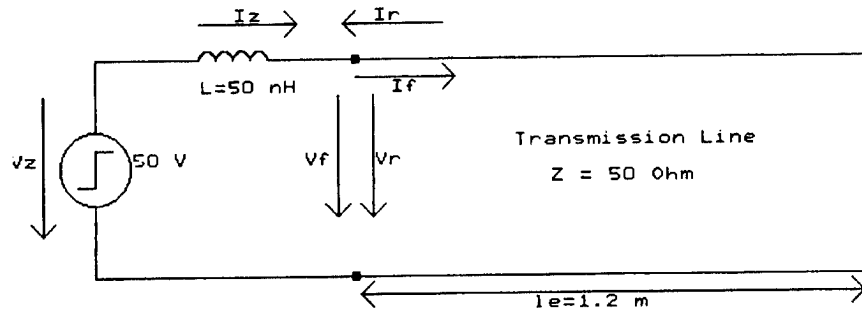 Iz Ir
L=50 nH If
Vz 50 V Vf Vr Transmission Line
Z = 50 Ohm
le=1.2 m